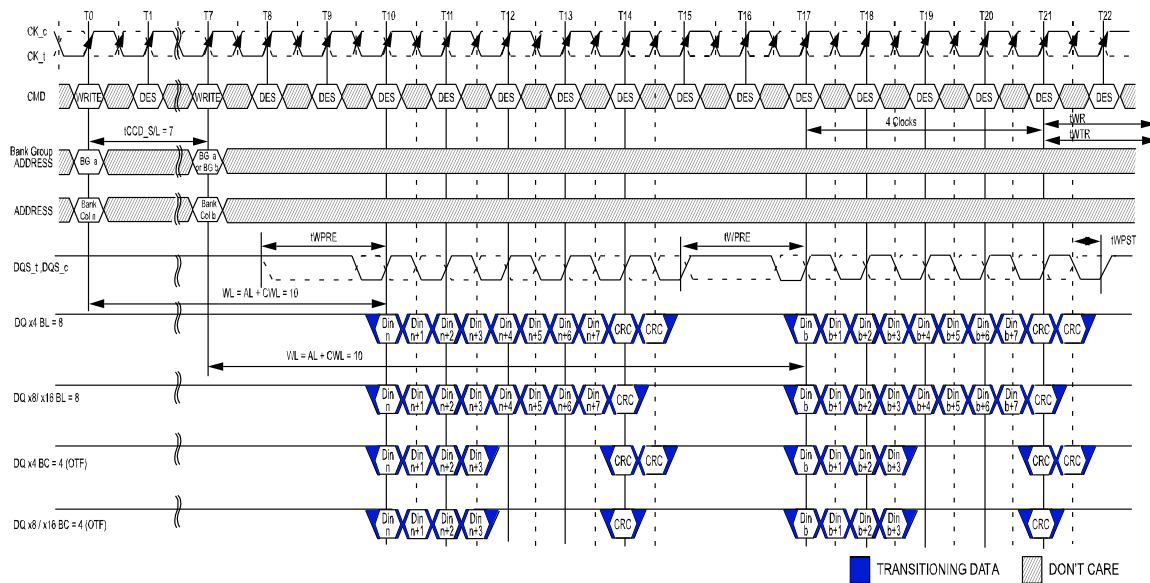 T0 T1 T7 T8 T9 T10 T11 T12 T13 T14 T15 T16 T17 T18 T19 T20 T21 T22
CK_c
CK_t
CMD WRITE DES WRITE DES DES DES DES DES DES DES DES DES DES DES DES DES DES DES
tCCD_S/L = 7 4 Clocks tWR
tWTR
Bank Group
ADDRESS BG a BG a
or BG b
ADDRESS Bank
Col n Bank
Col b
tWPRE tWPRE tWPST
DQS_t ,DQS_c
WL = AL + CWL = 10
DQ x4 BL = 8 Din
n Din
n+1 Din
n+2 Din
n+3 Din
n+4 Din
n+5 Din
n+6 Din
n+7 CRC CRC Din
b Din
b+1 Din
b+2 Din
b+3 Din
b+4 Din
b+5 Din
b+6 Din
b+7 CRC CRC
WL = AL + CWL = 10
DQ x8/ x16 BL = 8 Din
n Din
n+1 Din
n+2 Din
n+3 Din
n+4 Din
n+5 Din
n+6 Din
n+7 CRC Din
b Din
b+1 Din
b+2 Din
b+3 Din
b+4 Din
b+5 Din
b+6 Din
b+7 CRC
DQ x4 BC = 4 (OTF) Din
n Din
n+1 Din
n+2 Din
n+3 CRC CRC Din
b Din
b+1 Din
b+2 Din
b+3 CRC CRC
DQ x8 / x16 BC = 4 (OTF) Din
n Din
n+1 Din
n+2 Din
n+3 CRC Din
b Din
b+1 Din
b+2 Din
b+3 CRC
TRANSITIONING DATA DON'T CARE